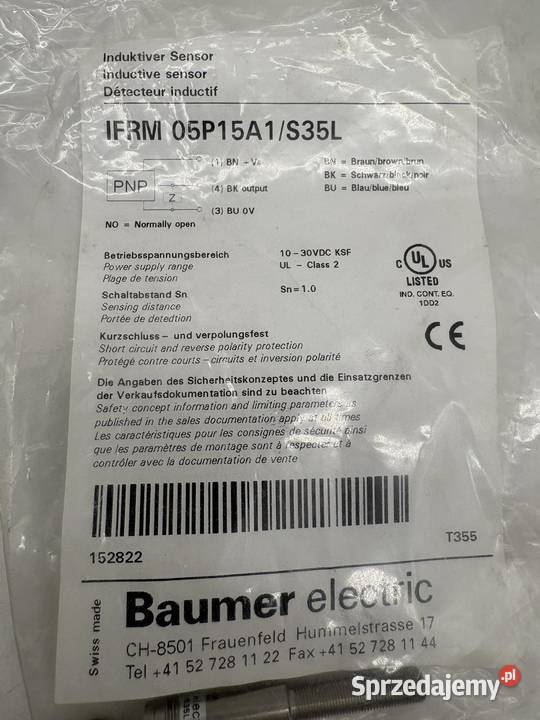 Induktiver Sensor
Inductive sensor
Détecteur inductif
IFRM 05P15A1/S35L
(1) BN + Vs BN = Braun/brown/brun
PNP (4) BK output BK = Schwarz/black/noir
Z
(3) BU 0V BU = Blau/blue/bleu
NO = Normally open
Betriebsspannungsbereich 10-30VDC KSF
Power supply range UL - Class 2
Plage de tension
Schaltabstand Sn Sn=1.0
Sensing distance
Portée de detedtion
C UL US
LISTED
IND. CONT. EQ.
1DD2
CE
Kurzschluss - und verpolungsfest
Short circuit and reverse polarity protection
Protégé contre courts-circuits et inversion polarité
Die Angaben des Sicherheitskonzeptes und die Einsatzgrenzen
der Verkaufsdokumentation sind zu beachten
Safety concept information and limiting parameters as
published in the sales documentation apply at all times
Les caractéristiques pour les consignes de sécurité ainsi
que les paramètres de montage sont à respecter et à
contrôler avec la documentation de vente
152822 T355
Swiss made
Baumer electric
CH-8501 Frauenfeld Hummelstrasse 17
Tel +41 52 728 11 22 Fax +41 52 728 11 44
Sprzedajemy.pl